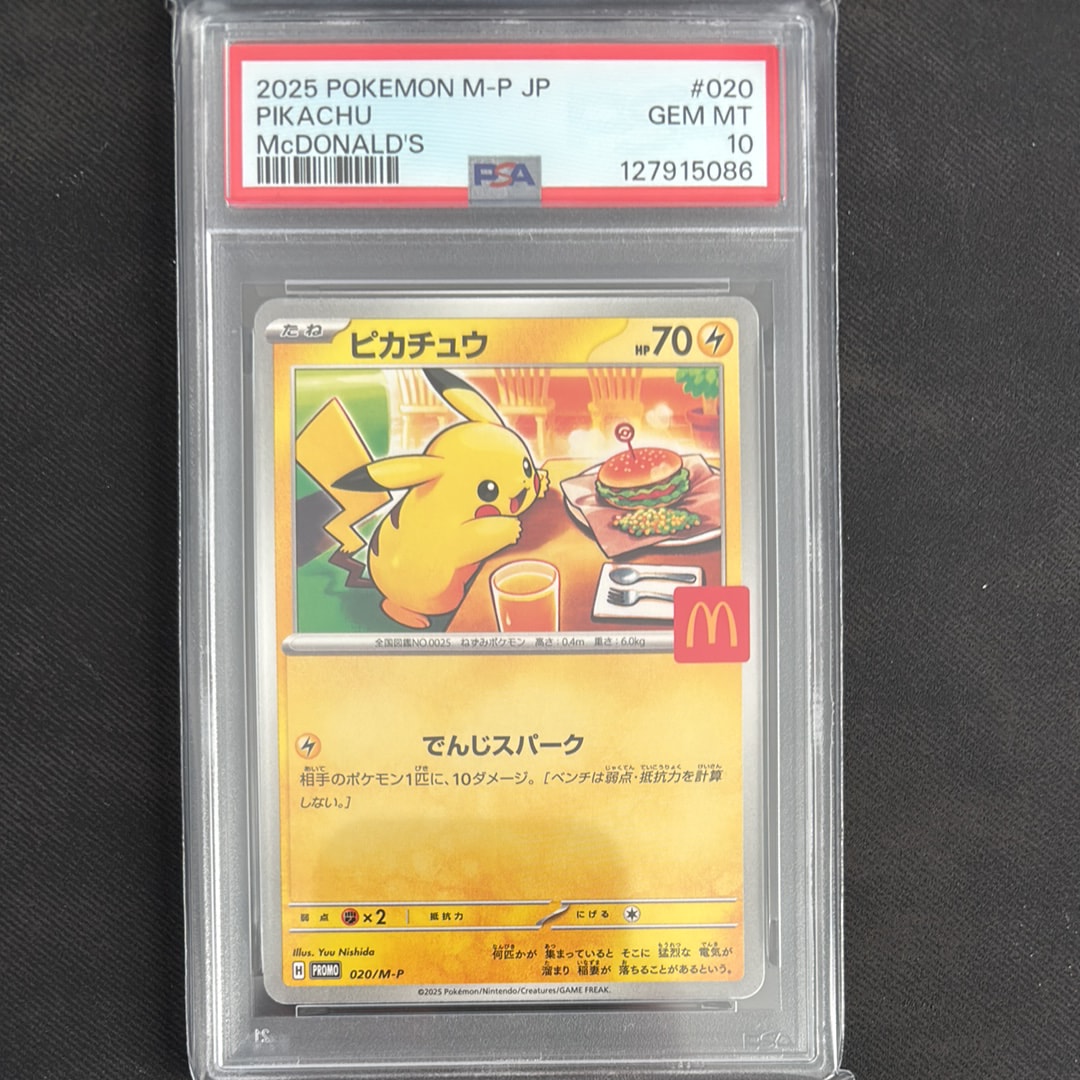 2025 POKEMON M-P JP #020
PIKACHU GEM MT
McDONALD'S 10
PSA 127915086
たね ピカチュウ HP70
全国図鑑NO.0025 ねずみポケモン 高さ:0.4m 重さ:6.0kg
M
でんじスパーク
相手のポケモン1匹に、10ダメージ。[ベンチは弱点・抵抗力を計算
しない。]
弱点 ×2 抵抗力 にげる
Illus. Yuu Nishida
何匹かが 集まっていると そこに 猛烈な 電気が
溜まり 稲妻が 落ちることがあるという。
H PROMO 020/M-P
©2025 Pokémon/Nintendo/Creatures/GAME FREAK.